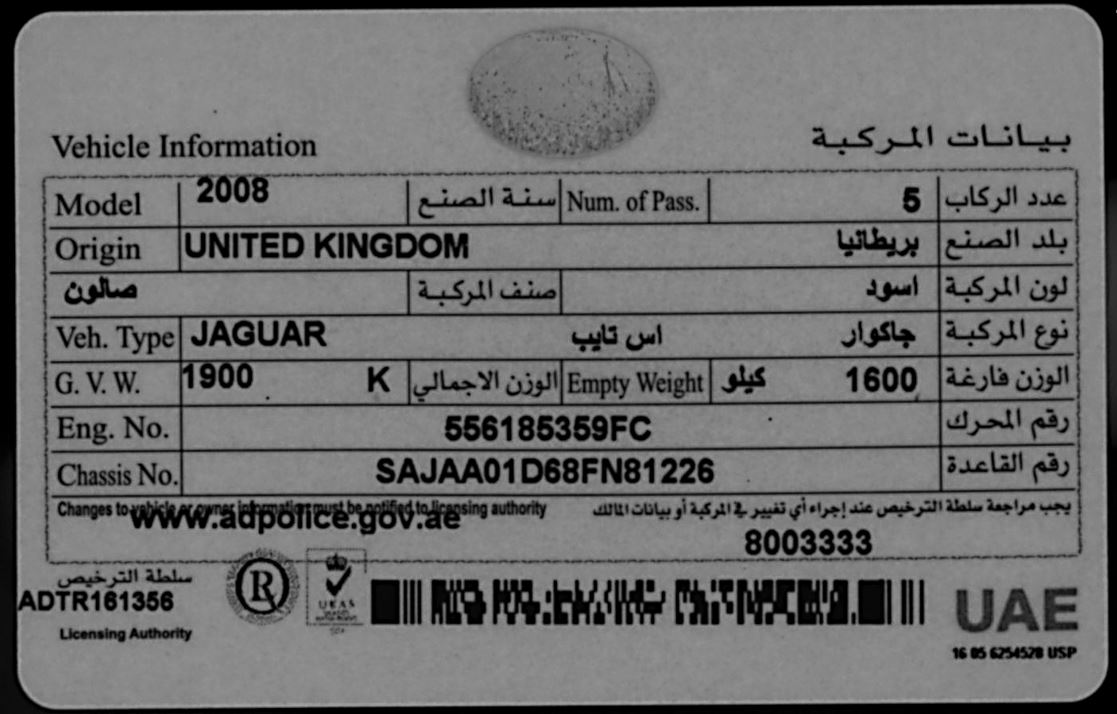 Vehicle Information بيانات المركبة
Model 2008 سنة الصنع Num. of Pass. 5 عدد الركاب
Origin UNITED KINGDOM بريطانيا بلد الصنع
صالون صنف المركبة اسود لون المركبة
Veh. Type JAGUAR اس تايب جاكوار نوع المركبة
G. V. W. 1900 K الوزن الاجمالي Empty Weight كيلو 1600 الوزن فارغة
Eng. No. 556185359FC رقم المحرك
Chassis No. SAJAA01D68FN81226 رقم القاعدة
Changes to vehicle or owner information must be notified to licensing authority يجب مراجعة سلطة الترخيص عند إجراء أي تغيير في المركبة أو بيانات المالك
www.adpolice.gov.ae
8003333
سلطة الترخيص
ADTR161356
Licensing Authority
R
UKAS
UAE
16 05 6254528 USP